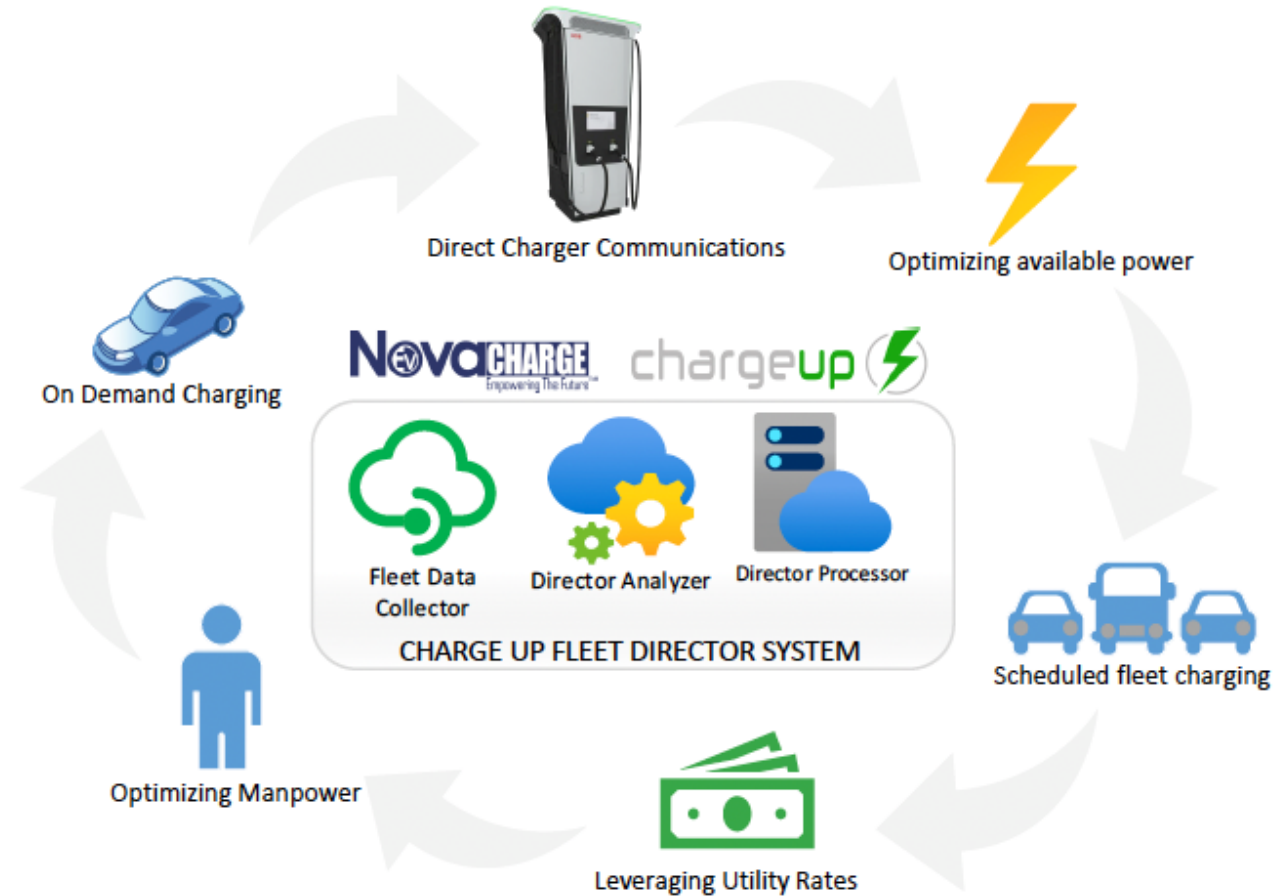 Direct Charger Communications
Optimizing available power
On Demand Charging
NovaCHARGE
EV
Empowering The Future
chargeup
Fleet Data
Collector
Director Analyzer
Director Processor
CHARGE UP FLEET DIRECTOR SYSTEM
Scheduled fleet charging
Optimizing Manpower
Leveraging Utility Rates